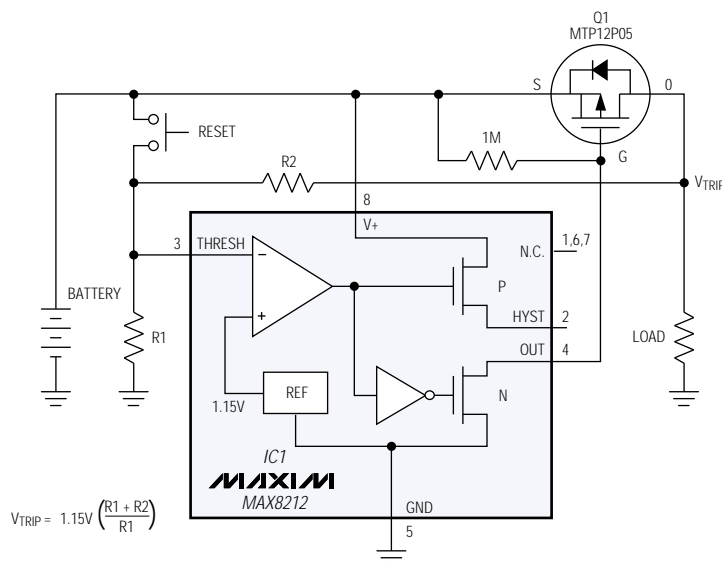 Q1
MTP12P05
S
0
RESET
1M
G
R2
VTRIP
8
V+
3
THRESH
N.C.
1,6,7
−
P
BATTERY
+
HYST
2
R1
OUT
4
LOAD
REF
N
1.15V
IC1
MAXIM
MAX8212
GND
VTRIP = 1.15V (R1 + R2 / R1)
5